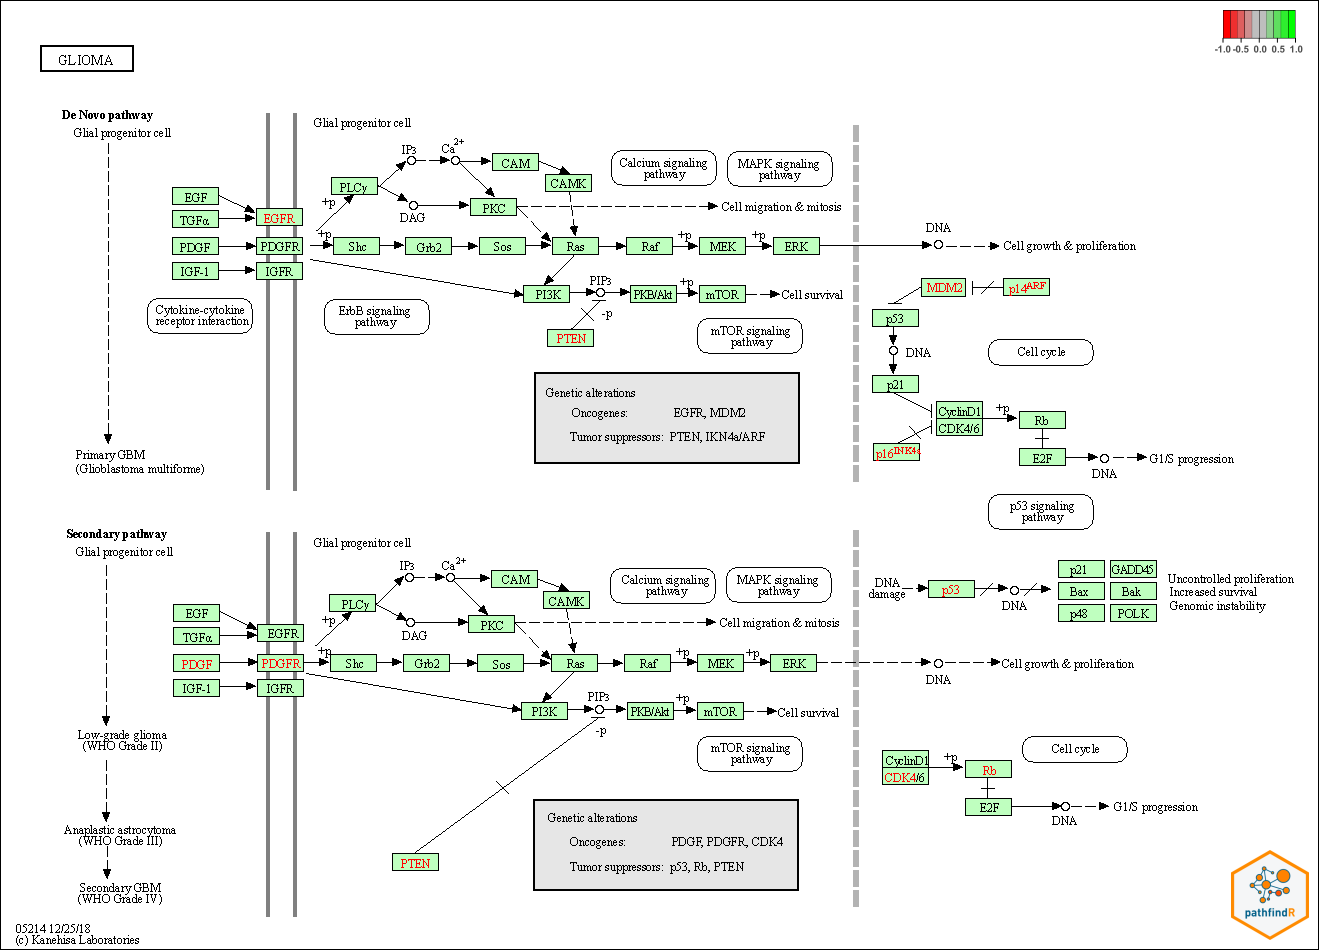 -1.0 -0.5 0.0 0.5 1.0
GLIOMA
De Novo pathway
Glial progenitor cell
Glial progenitor cell
IP3
Ca2+
CAM
Calcium signaling
pathway
MAPK signaling
pathway
PLCγ
CAMK
EGF
+p
DAG
PKC
Cell migration & mitosis
TGFα
EGFR
PDGF
PDGFR
+p
Shc
Grb2
Sos
Ras
Raf
+p
MEK
+p
ERK
DNA
Cell growth & proliferation
IGF-1
IGFR
PI3K
PIP3
PKB/Akt
+p
mTOR
Cell survival
-p
PTEN
MDM2
p14ARF
Cytokine-cytokine
receptor interaction
ErbB signaling
pathway
mTOR signaling
pathway
p53
DNA
Cell cycle
p21
Genetic alterations
Oncogenes: EGFR, MDM2
Tumor suppressors: PTEN, IKN4a/ARF
CyclinD1
CDK4/6
+p
Rb
p16INK4a
E2F
DNA
G1/S progression
Primary GBM
(Glioblastoma multiforme)
p53 signaling
pathway
Secondary pathway
Glial progenitor cell
Glial progenitor cell
IP3
Ca2+
CAM
Calcium signaling
pathway
MAPK signaling
pathway
PLCγ
CAMK
DNA
damage
p53
DNA
p21
GADD45
Bax
Bak
p48
POLK
Uncontrolled proliferation
Increased survival
Genomic instability
EGF
+p
DAG
PKC
Cell migration & mitosis
TGFα
EGFR
PDGF
PDGFR
+p
Shc
Grb2
Sos
Ras
Raf
+p
MEK
+p
ERK
DNA
Cell growth & proliferation
IGF-1
IGFR
PI3K
PIP3
PKB/Akt
+p
mTOR
Cell survival
-p
Low-grade glioma
(WHO Grade II)
mTOR signaling
pathway
CyclinD1
CDK4/6
+p
Rb
Cell cycle
E2F
DNA
G1/S progression
Anaplastic astrocytoma
(WHO Grade III)
PTEN
Genetic alterations
Oncogenes: PDGF, PDGFR, CDK4
Tumor suppressors: p53, Rb, PTEN
Secondary GBM
(WHO Grade IV)
pathfindR
05214 12/25/18
(c) Kanehisa Laboratories